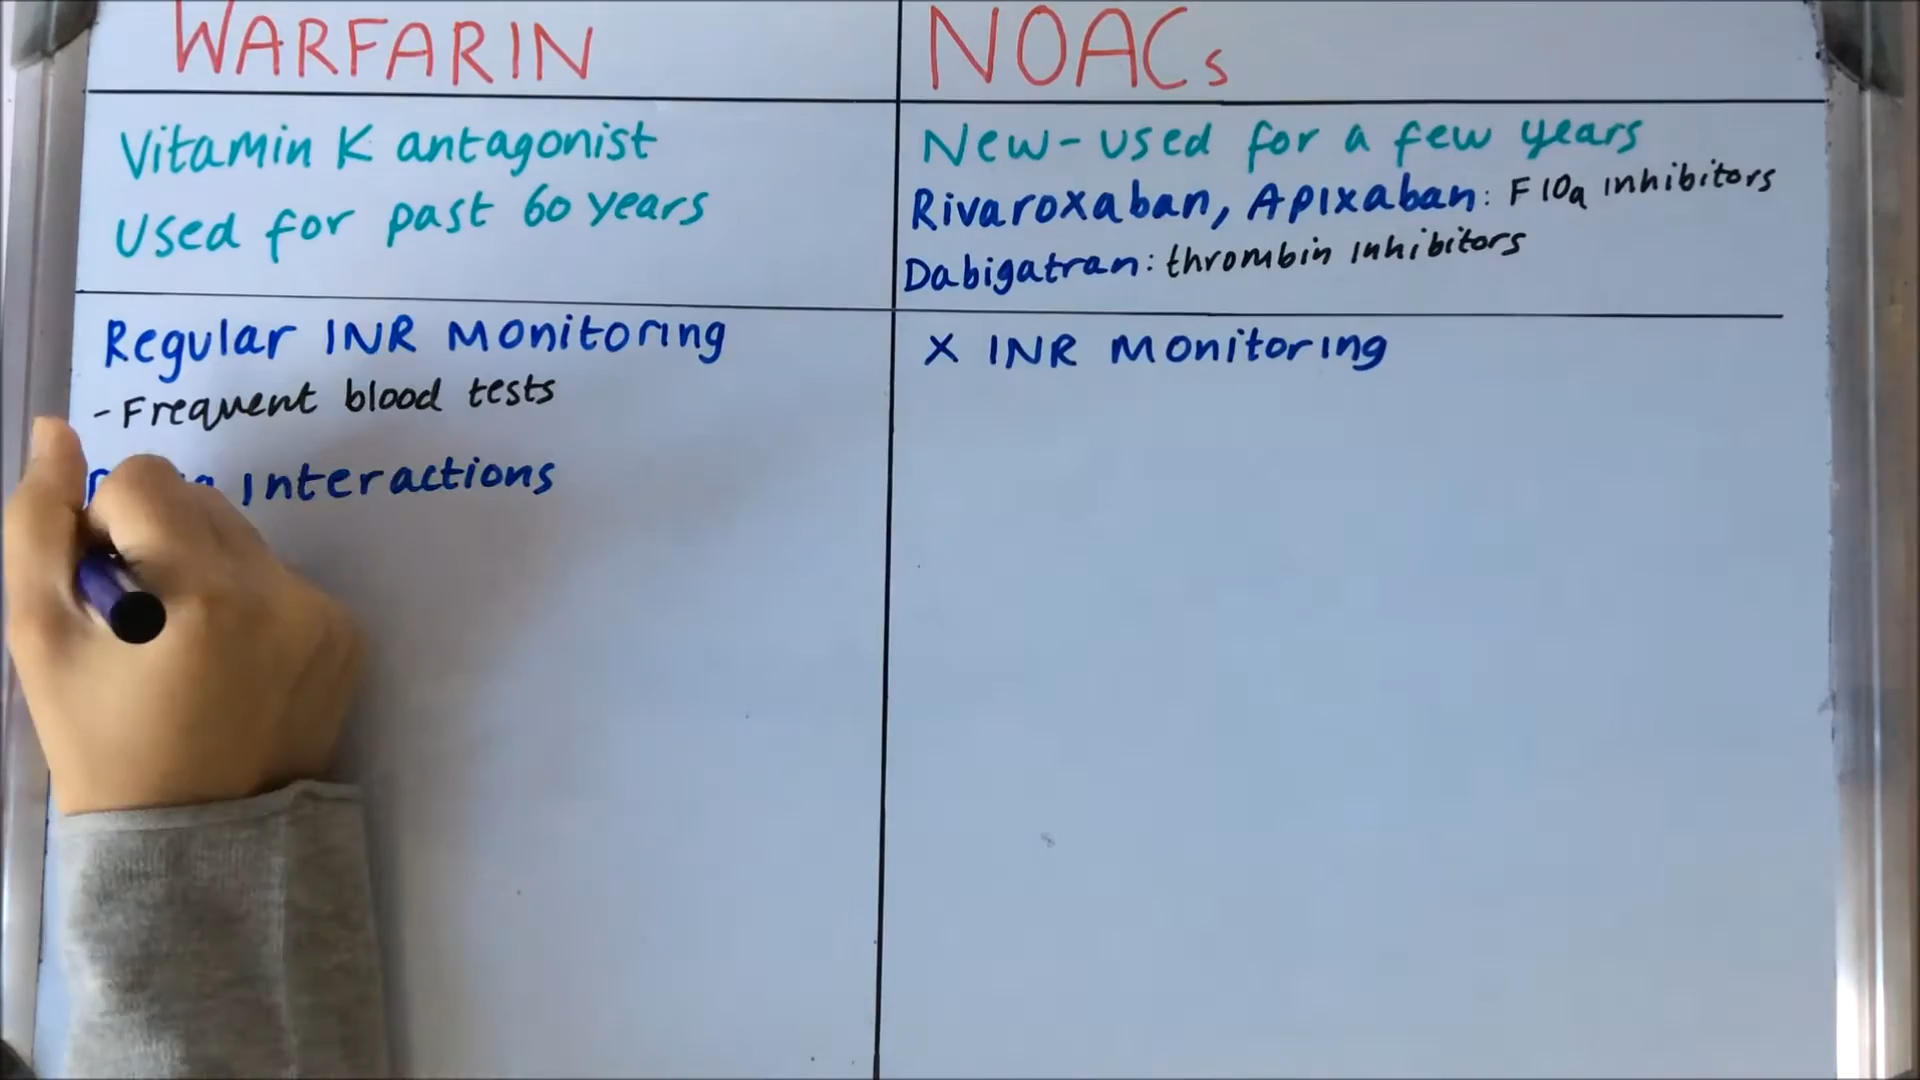 WARFARIN
NOACs
Vitamin K antagonist
Used for past 60 years
New-used for a few years
Rivaroxaban, Apixaban: F10a inhibitors
Dabigatran: thrombin inhibitors
Regular INR Monitoring
- Frequent blood tests
Interactions
X INR Monitoring